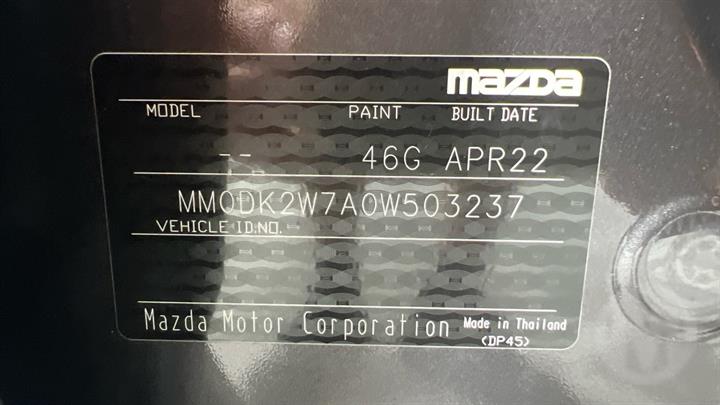 mazda
MODEL PAINT BUILT DATE
-- 46G APR22
MM0DK2W7A0W503237
VEHICLE ID.NO.
Mazda Motor Corporation Made in Thailand
(DP45)